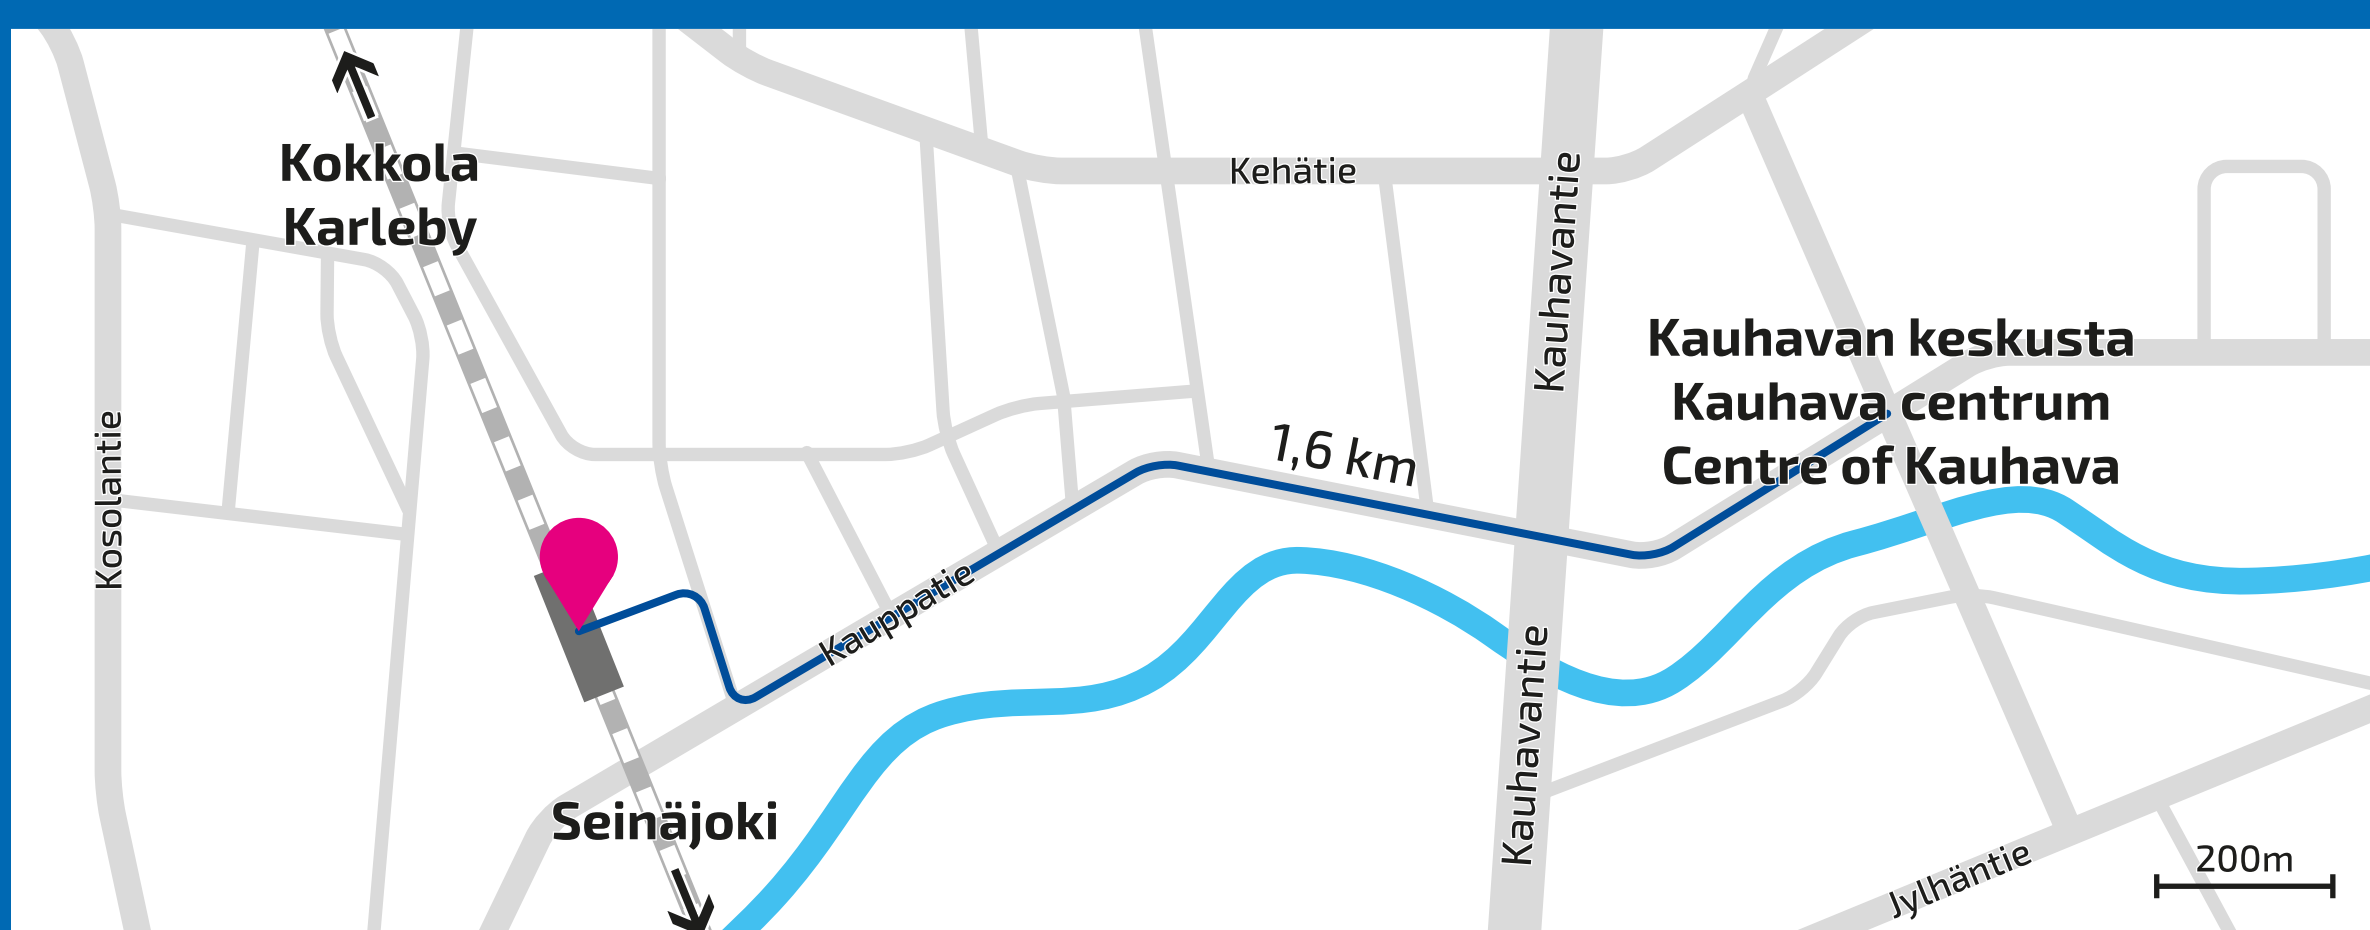 Kokkola
Karleby
Kehätie
Kauhavantie
Kauhavan keskusta
Kauhava centrum
Centre of Kauhava
Kosolantie
1,6 km
Kauppatie
Kauhavantie
Seinäjoki
Jylhäntie
200m